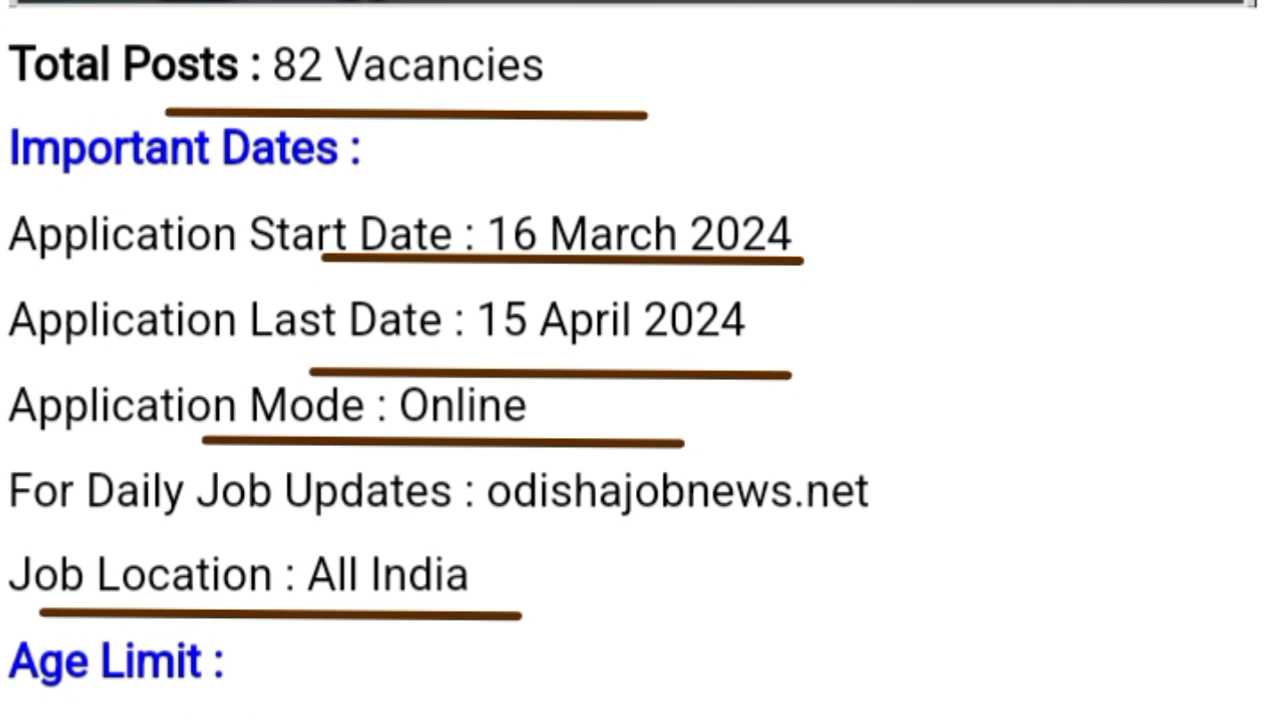 Total Posts : 82 Vacancies
Important Dates :
Application Start Date : 16 March 2024
Application Last Date : 15 April 2024
Application Mode : Online
For Daily Job Updates : odishajobnews.net
Job Location : All India
Age Limit :